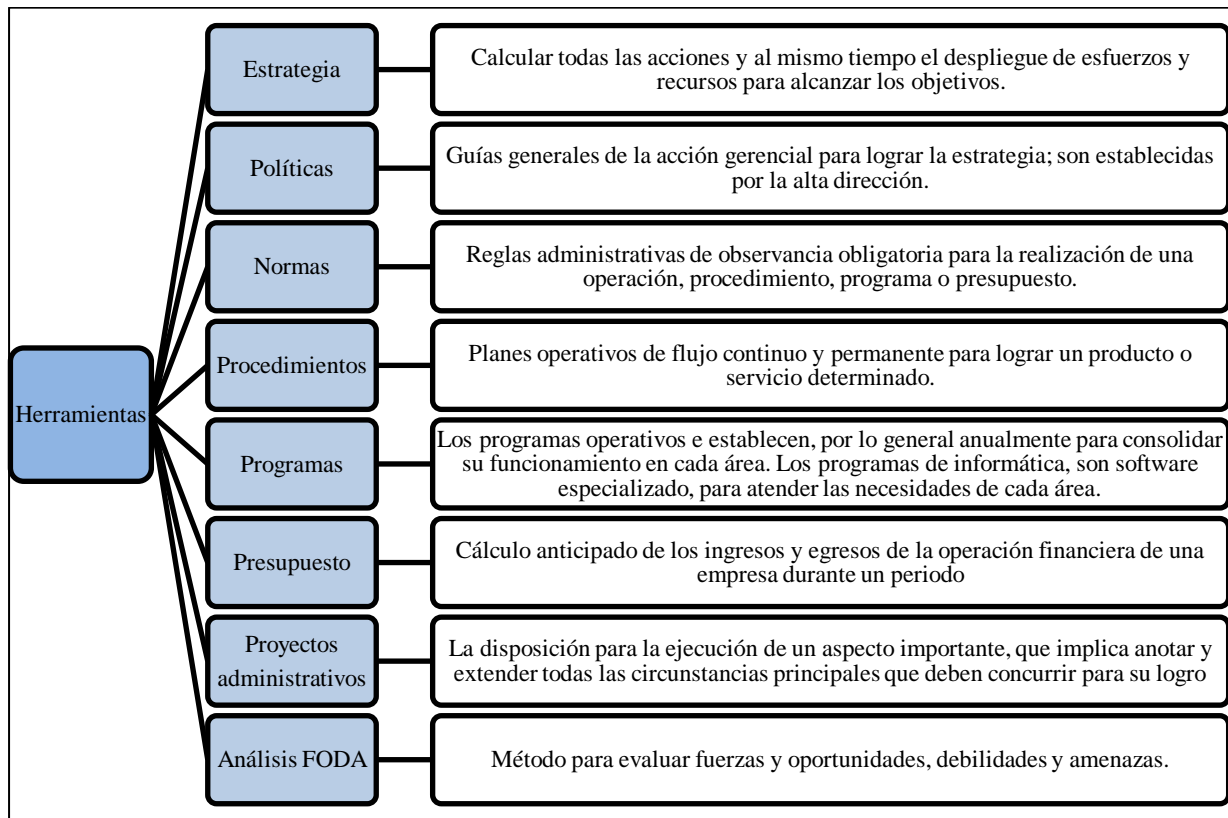 Herramientas
Estrategia
Calcular todas las acciones y al mismo tiempo el despliegue de esfuerzos y
recursos para alcanzar los objetivos.
Políticas
Guías generales de la acción gerencial para lograr la estrategia; son establecidas
por la alta dirección.
Normas
Reglas administrativas de observancia obligatoria para la realización de una
operación, procedimiento, programa o presupuesto.
Procedimientos
Planes operativos de flujo continuo y permanente para lograr un producto o
servicio determinado.
Programas
Los programas operativos e establecen, por lo general anualmente para consolidar
su funcionamiento en cada área. Los programas de informática, son software
especializado, para atender las necesidades de cada área.
Presupuesto
Cálculo anticipado de los ingresos y egresos de la operación financiera de una
empresa durante un periodo
Proyectos
administrativos
La disposición para la ejecución de un aspecto importante, que implica anotar y
extender todas las circunstancias principales que deben concurrir para su logro
Análisis FODA
Método para evaluar fuerzas y oportunidades, debilidades y amenazas.